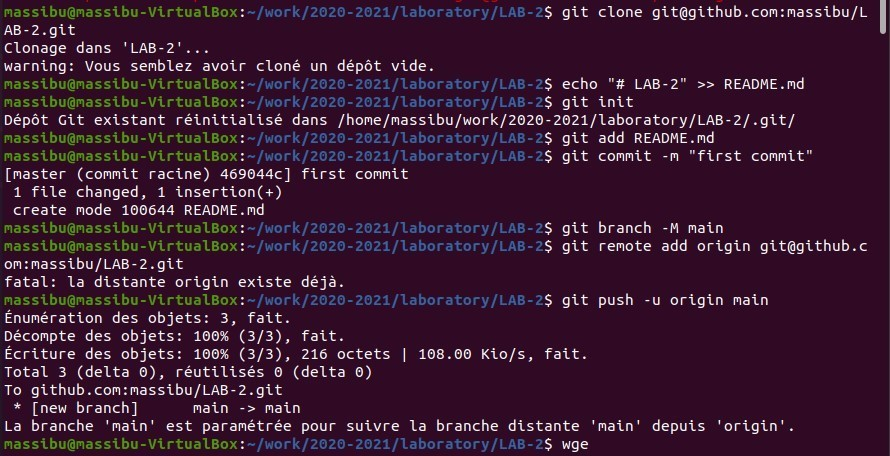 massibu@massibu-VirtualBox:~/work/2020-2021/laboratory/LAB-2$ git clone git@github.com:massibu/L
AB-2.git
Clonage dans 'LAB-2'...
warning: Vous semblez avoir cloné un dépôt vide.
massibu@massibu-VirtualBox:~/work/2020-2021/laboratory/LAB-2$ echo "# LAB-2" >> README.md
massibu@massibu-VirtualBox:~/work/2020-2021/laboratory/LAB-2$ git init
Dépôt Git existant réinitialisé dans /home/massibu/work/2020-2021/laboratory/LAB-2/.git/
massibu@massibu-VirtualBox:~/work/2020-2021/laboratory/LAB-2$ git add README.md
massibu@massibu-VirtualBox:~/work/2020-2021/laboratory/LAB-2$ git commit -m "first commit"
[master (commit racine) 469044c] first commit
 1 file changed, 1 insertion(+)
 create mode 100644 README.md
massibu@massibu-VirtualBox:~/work/2020-2021/laboratory/LAB-2$ git branch -M main
massibu@massibu-VirtualBox:~/work/2020-2021/laboratory/LAB-2$ git remote add origin git@github.c
om:massibu/LAB-2.git
fatal: la distante origin existe déjà.
massibu@massibu-VirtualBox:~/work/2020-2021/laboratory/LAB-2$ git push -u origin main
Énumération des objets: 3, fait.
Décompte des objets: 100% (3/3), fait.
Écriture des objets: 100% (3/3), 216 octets | 108.00 Kio/s, fait.
Total 3 (delta 0), réutilisés 0 (delta 0)
To github.com:massibu/LAB-2.git
 * [new branch]      main -> main
La branche 'main' est paramétrée pour suivre la branche distante 'main' depuis 'origin'.
massibu@massibu-VirtualBox:~/work/2020-2021/laboratory/LAB-2$ wge